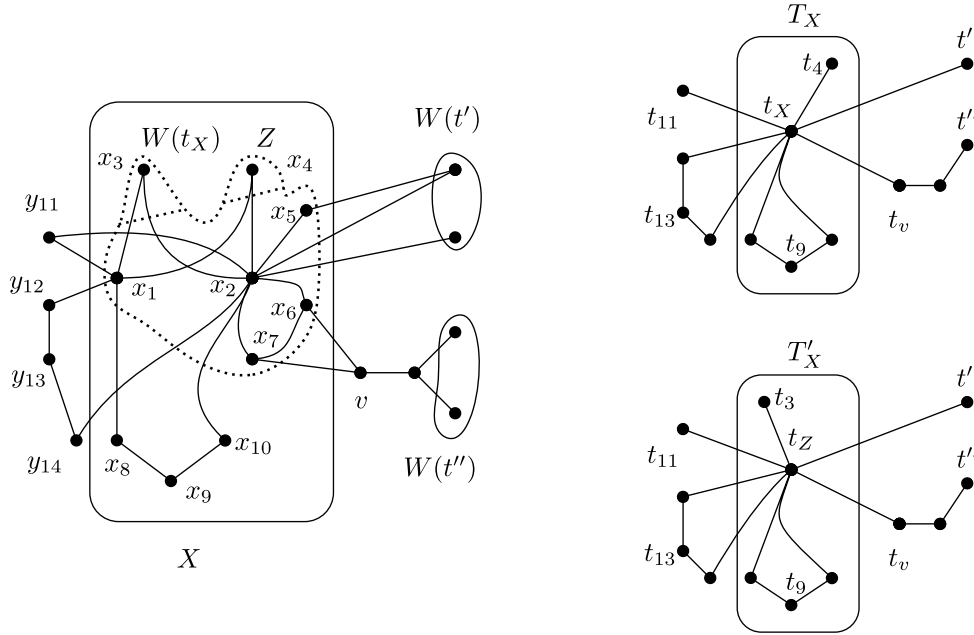 W(t_X)
Z
x_3
x_4
W(t')
y_11
x_5
y_12
x_1
x_2
x_6
x_7
y_13
v
y_14
x_8
x_10
x_9
W(t'')
X
T_X
t'
t_4
t_X
t_11
t''
t_13
t_9
t_v
T'_X
t'
t_3
t_Z
t_11
t''
t_13
t_9
t_v